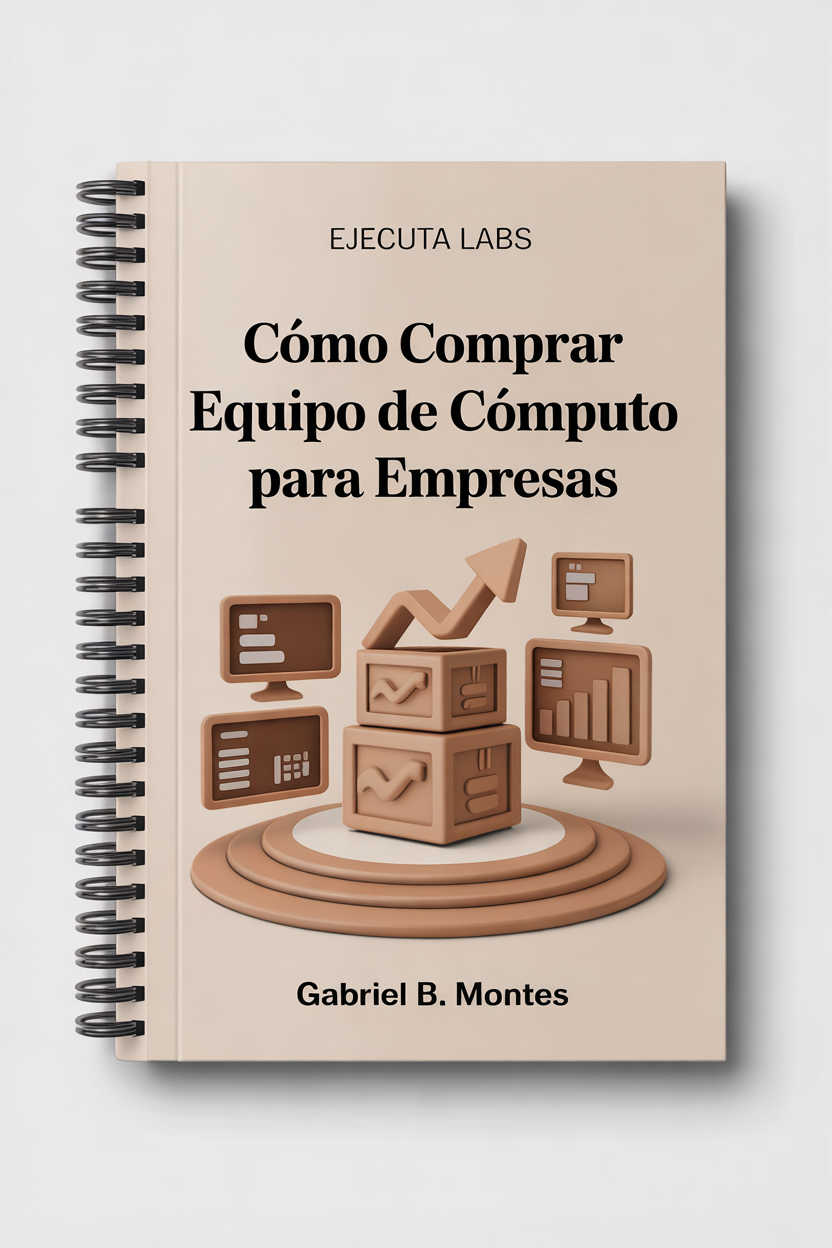 EJECUTA LABS
Cómo Comprar
Equipo de Cómputo
para Empresas
Gabriel B. Montes